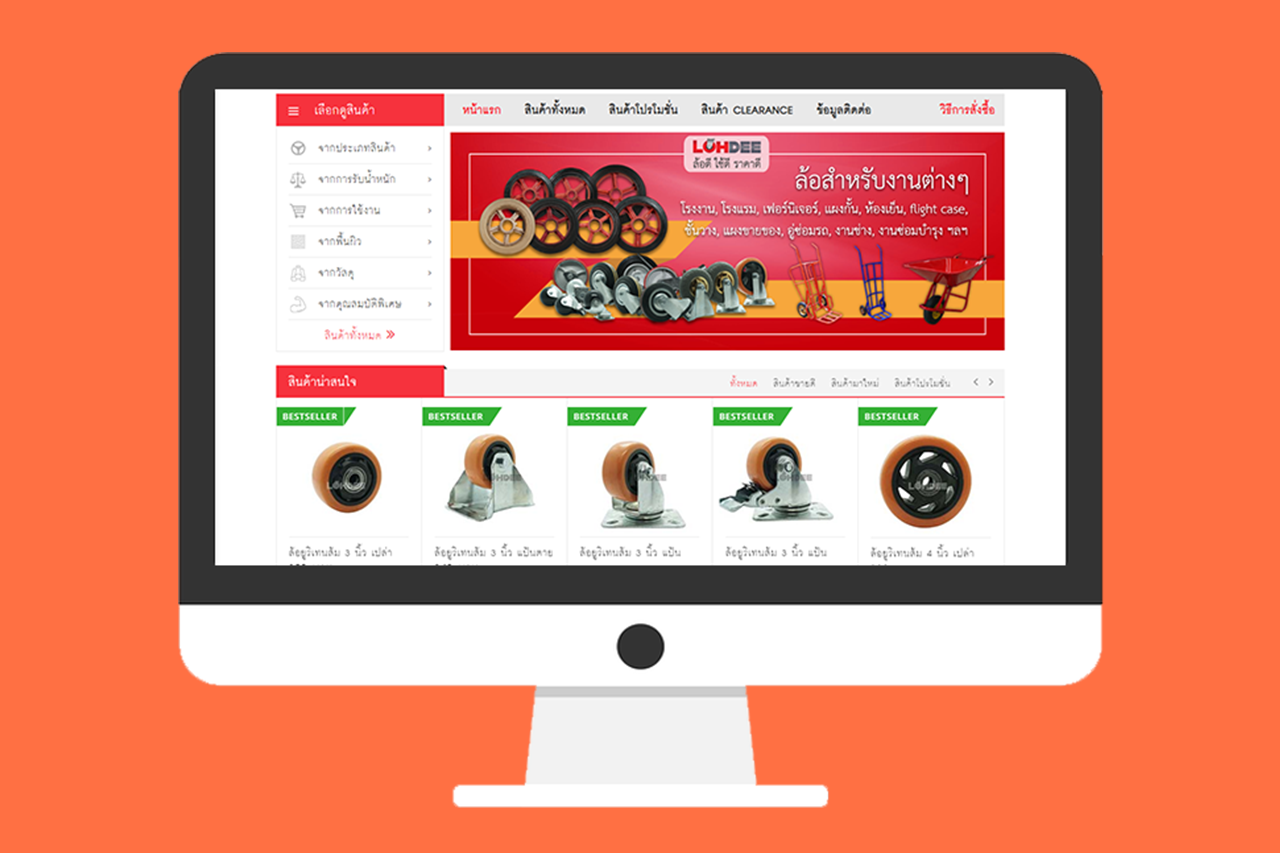 เลือกดูสินค้า
หน้าแรก สินค้าทั้งหมด สินค้าโปรโมชั่น สินค้า CLEARANCE ข้อมูลติดต่อ วิธีการสั่งซื้อ
จากประเภทสินค้า
จากการรับน้ำหนัก
จากการใช้งาน
จากพื้นผิว
จากวัสดุ
จากคุณสมบัติพิเศษ
สินค้าทั้งหมด
LOHDEE
ล้อดี ใช้ดี ราคาดี
ล้อสำหรับงานต่างๆ
โรงงาน, โรงแรม, เฟอร์นิเจอร์, แผงกั้น, ห้องเย็น, flight case,
ชั้นวาง, แผงขายของ, อู่ซ่อมรถ, งานช่าง, งานซ่อมบำรุง ฯลฯ
สินค้าน่าสนใจ
ทั้งหมด สินค้าขายดี สินค้ามาใหม่ สินค้าโปรโมชั่น
BESTSELLER BESTSELLER BESTSELLER BESTSELLER BESTSELLER
LOHDEE LOHDEE LOHDEE LOHDEE LOHDEE
ล้อยูริเทนส้ม 3 นิ้ว เปล่า
ล้อยูริเทนส้ม 3 นิ้ว แป้นตาย
ล้อยูริเทนส้ม 3 นิ้ว แป้น
ล้อยูริเทนส้ม 3 นิ้ว แป้น
ล้อยูริเทนส้ม 4 นิ้ว เปล่า